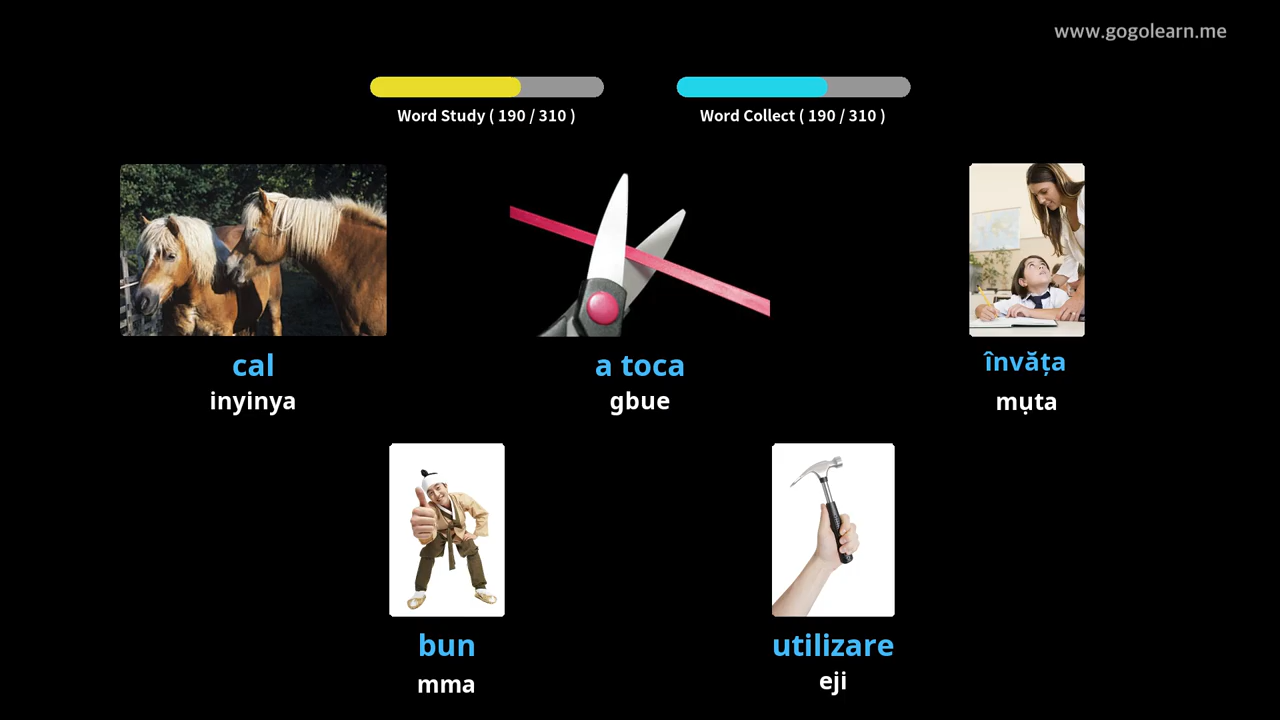 www.gogolearn.me
Word Study ( 190 / 310 )
Word Collect ( 190 / 310 )
cal
inyinya
a toca
gbue
învăța
mụta
bun
mma
utilizare
eji